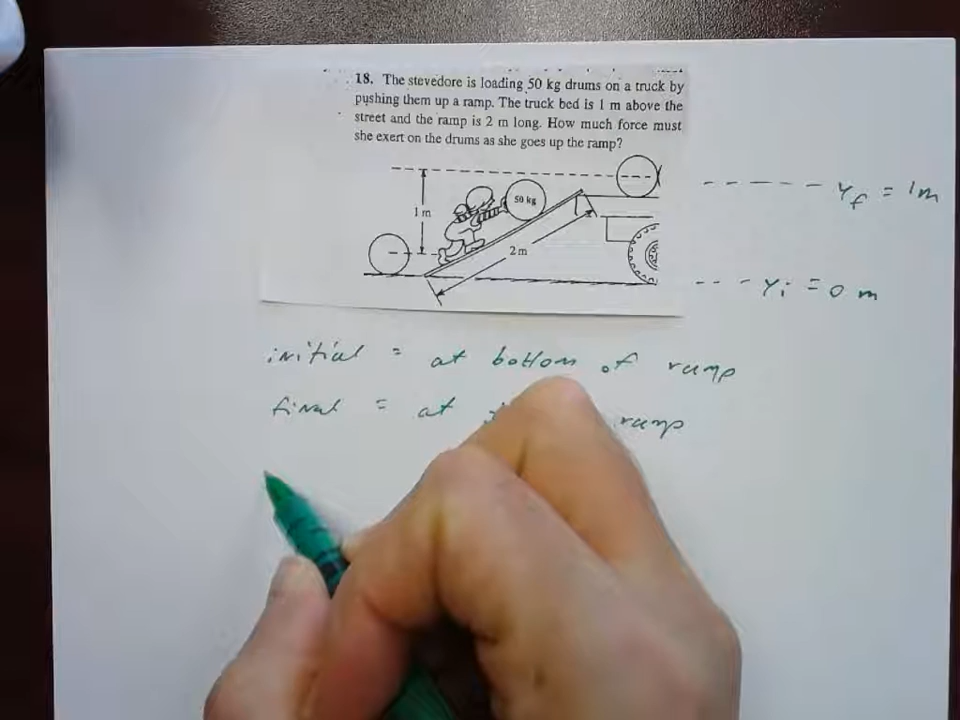 18. The stevedore is loading 50 kg drums on a truck by
pushing them up a ramp. The truck bed is 1 m above the
street and the ramp is 2 m long. How much force must
she exert on the drums as she goes up the ramp?
1 m
50 kg
2 m
Yf = 1m
Yi = 0 m
initial = at bottom of ramp
final = at ramp